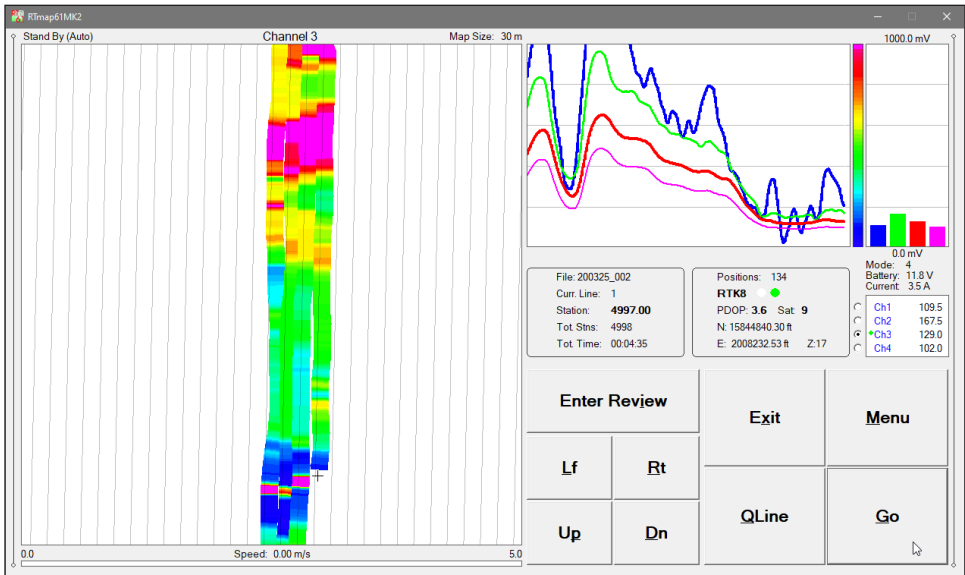 RTmap61MK2
Stand By (Auto) Channel 3 Map Size: 30 m
1000.0 mV
0.0 mV
Mode: 4
Battery: 11.8 V
Current 3.5 A
File: 200325_002
Curr. Line: 1
Station: 4997.00
Tot. Stns: 4998
Tot. Time: 00:04:35
Positions: 134
RTK8
PDOP: 3.6 Sat: 9
N: 15844840.30 ft
E: 2008232.53 ft Z:17
Ch1 109.5
Ch2 167.5
Ch3 129.0
Ch4 102.0
Enter Review
Exit
Menu
Lf
Rt
QLine
Go
Up
Dn
0.0 Speed: 0.00 m/s 5.0